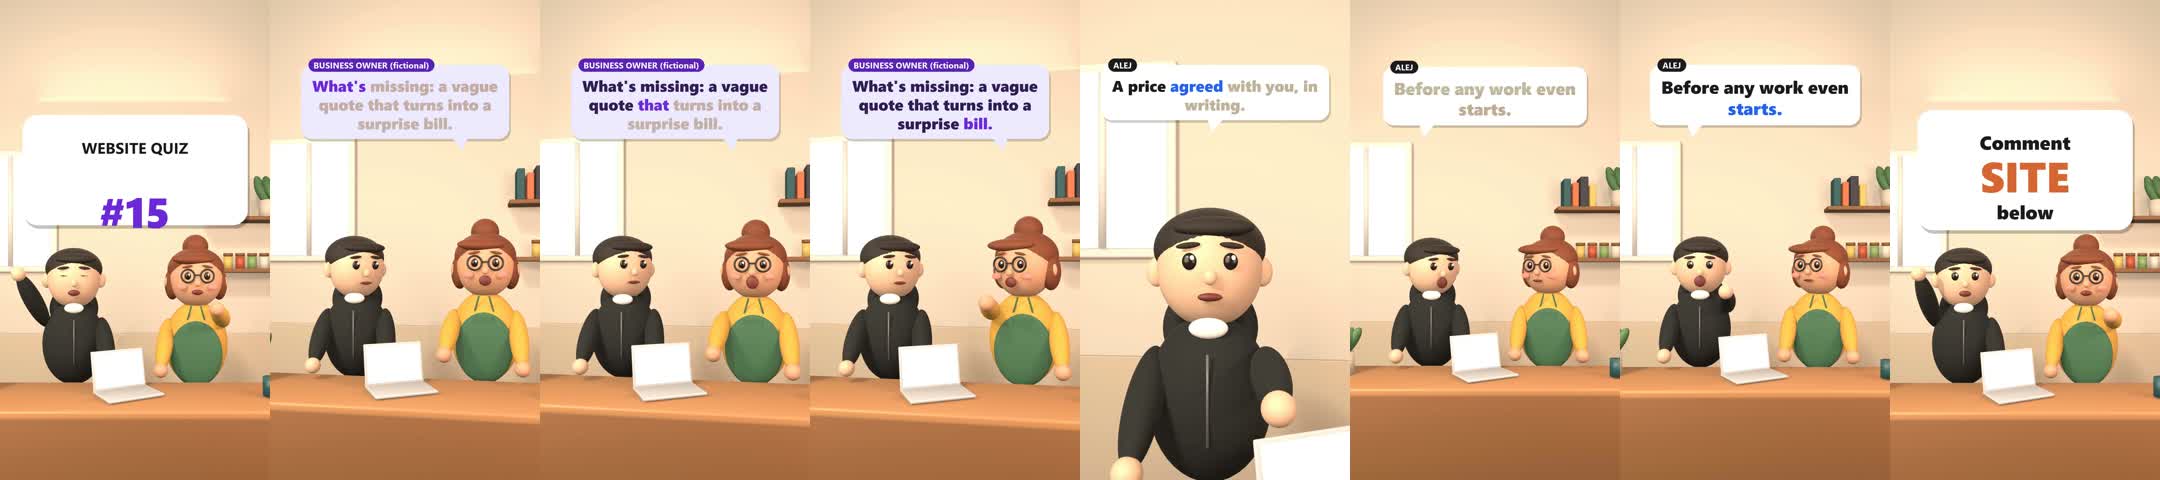 WEBSITE QUIZ
#15
BUSINESS OWNER (fictional)
What's missing: a vague
quote that turns into a
surprise bill.
BUSINESS OWNER (fictional)
What's missing: a vague
quote that turns into a
surprise bill.
BUSINESS OWNER (fictional)
What's missing: a vague
quote that turns into a
surprise bill.
ALEJ
A price agreed with you, in
writing.
ALEJ
Before any work even
starts.
ALEJ
Before any work even
starts.
Comment
SITE
below